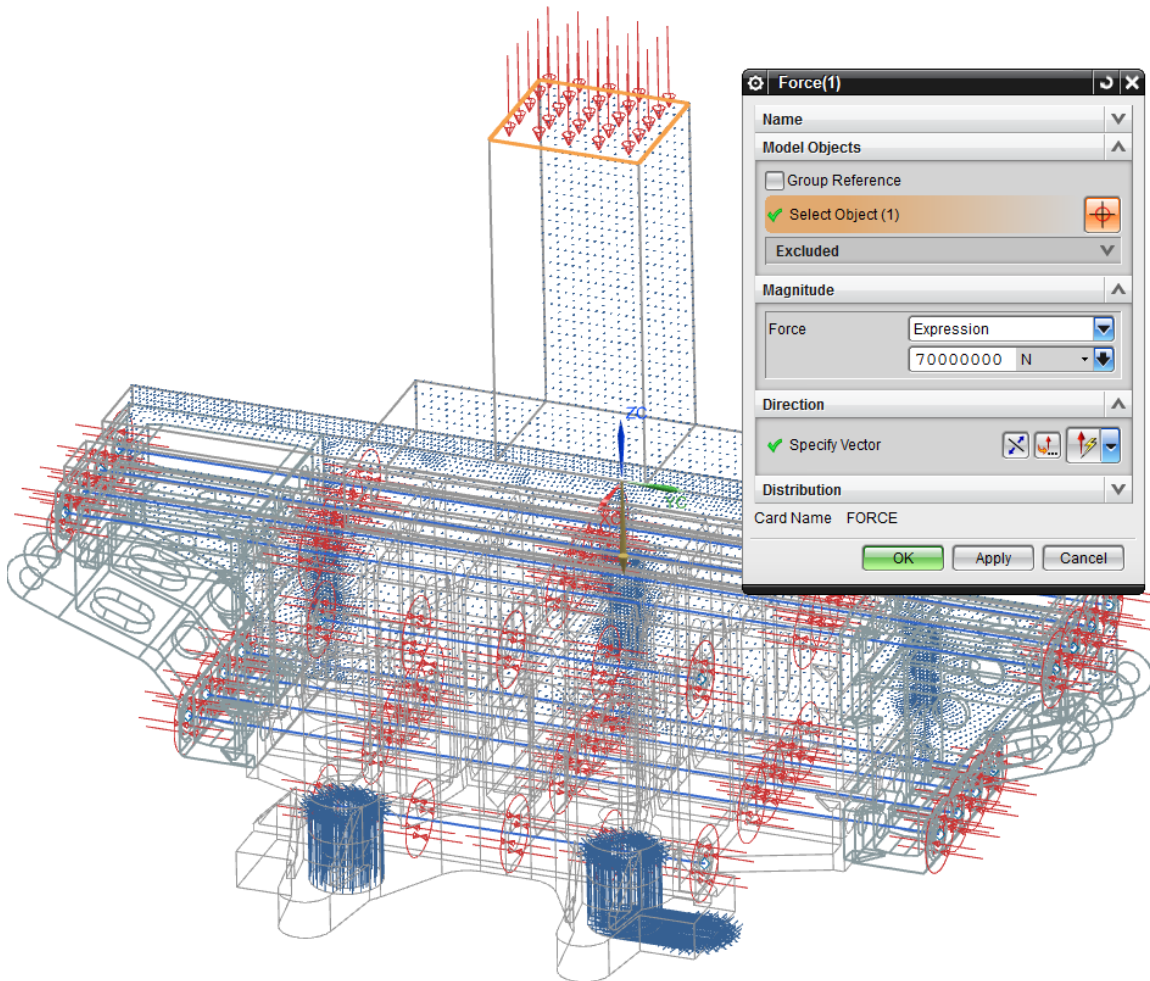 Force(1)
Name
Model Objects
Group Reference
Select Object (1)
Excluded
Magnitude
Force
Expression
70000000 N
Direction
Specify Vector
Distribution
Card Name FORCE
OK
Apply
Cancel
ZC